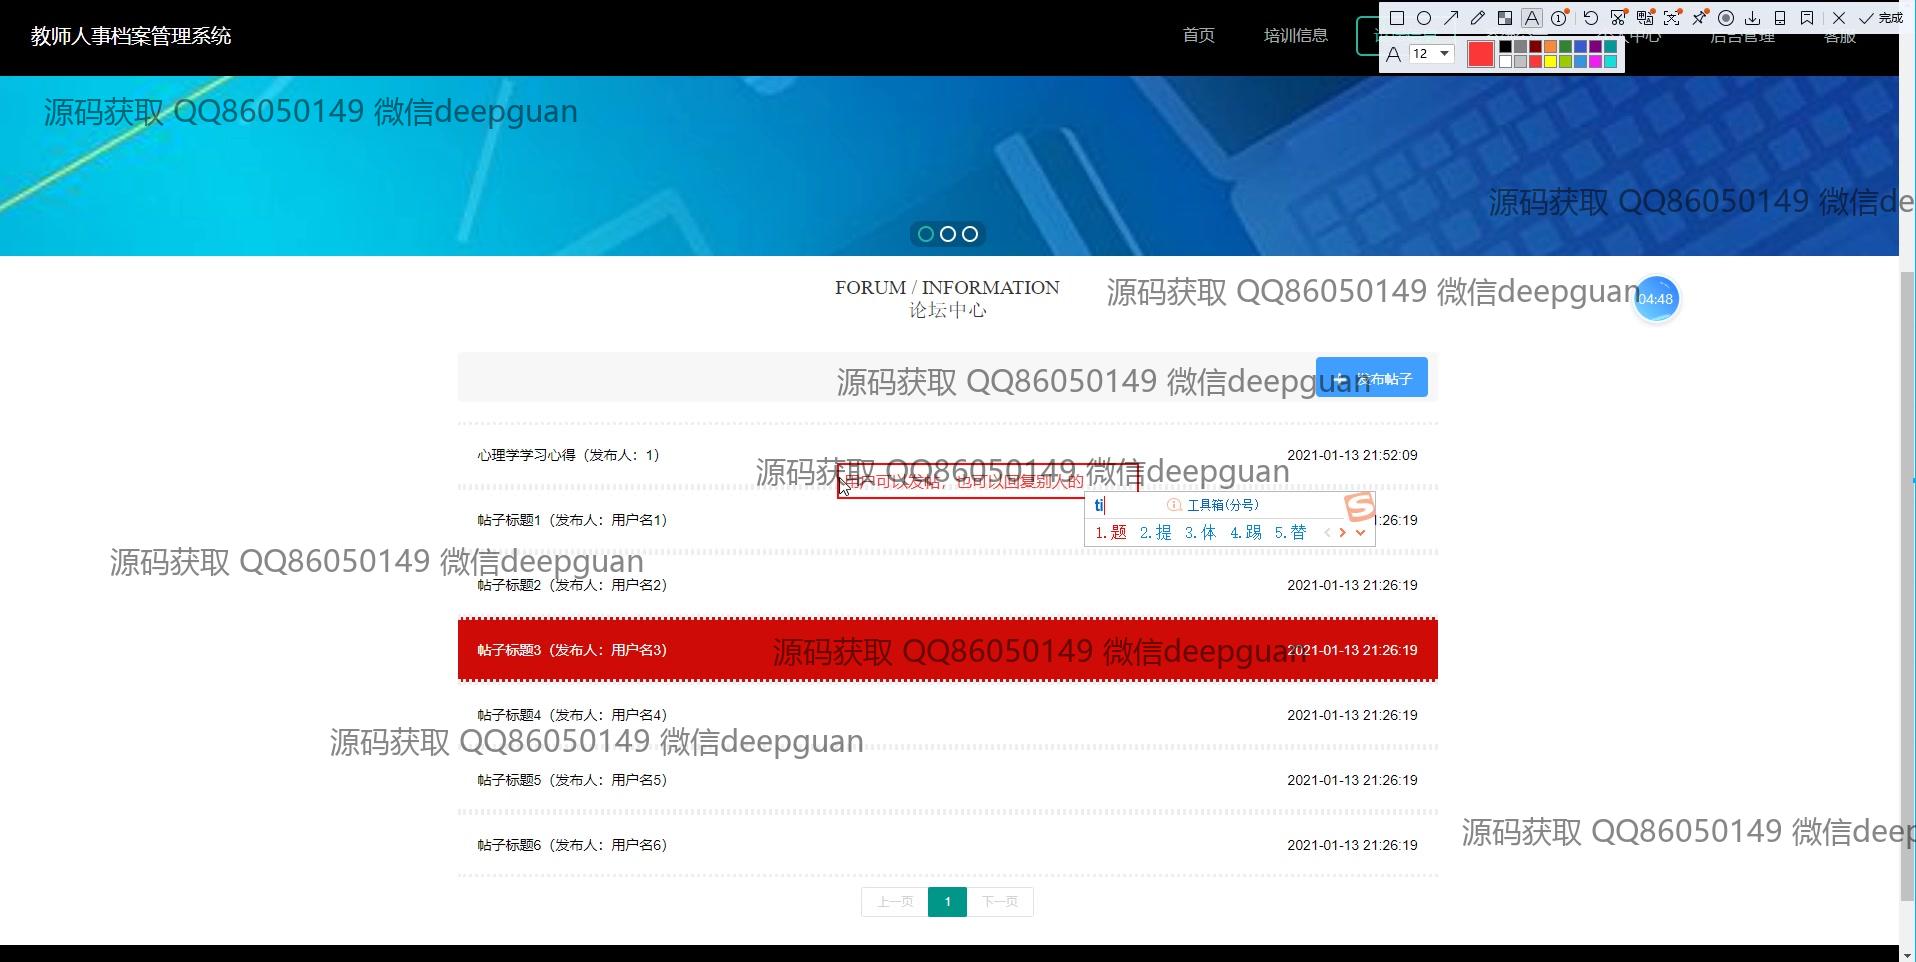 教师人事档案管理系统
首页 培训信息 个人中心 后台管理 客服
完成
A 12
源码获取 QQ86050149 微信deepguan
源码获取 QQ86050149 微信de
FORUM / INFORMATION
论坛中心
源码获取 QQ86050149 微信deepguan
04:48
源码获取 QQ86050149 微信deepguan
+ 发布帖子
心理学学习心得（发布人：1） 2021-01-13 21:52:09
源码获取 QQ86050149 微信deepguan
用户可以发帖，也可以回复别人的
ti 工具箱(分号)
1.题 2.提 3.体 4.踢 5.替
帖子标题1（发布人：用户名1） 1:26:19
源码获取 QQ86050149 微信deepguan
帖子标题2（发布人：用户名2） 2021-01-13 21:26:19
帖子标题3（发布人：用户名3） 2021-01-13 21:26:19
源码获取 QQ86050149 微信deepguan
帖子标题4（发布人：用户名4） 2021-01-13 21:26:19
源码获取 QQ86050149 微信deepguan
帖子标题5（发布人：用户名5） 2021-01-13 21:26:19
源码获取 QQ86050149 微信deep
帖子标题6（发布人：用户名6） 2021-01-13 21:26:19
上一页 1 下一页